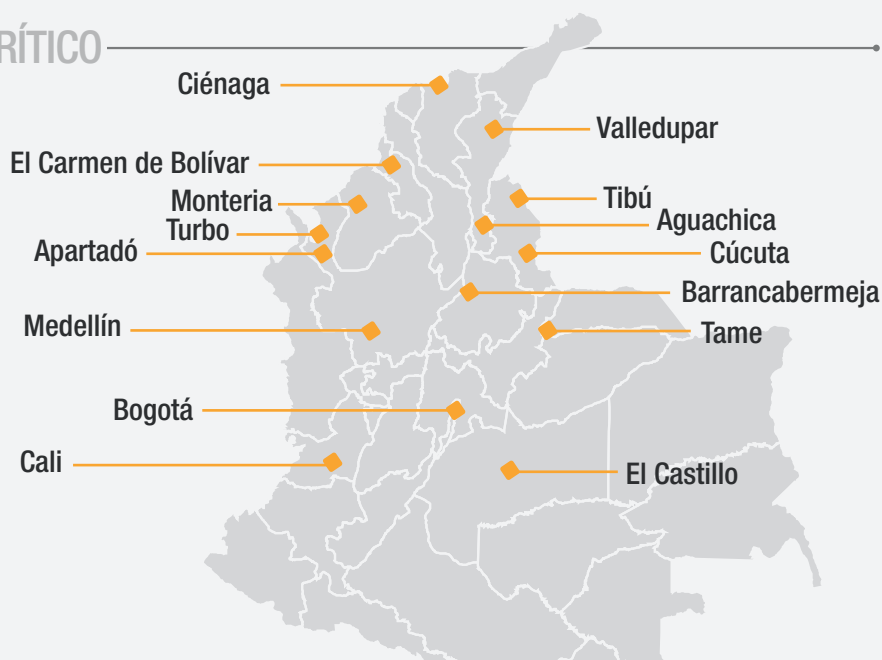 RÍTICO
Ciénaga
Valledupar
El Carmen de Bolívar
Monteria
Tibú
Turbo
Aguachica
Apartadó
Cúcuta
Barrancabermeja
Medellín
Tame
Bogotá
Cali
El Castillo